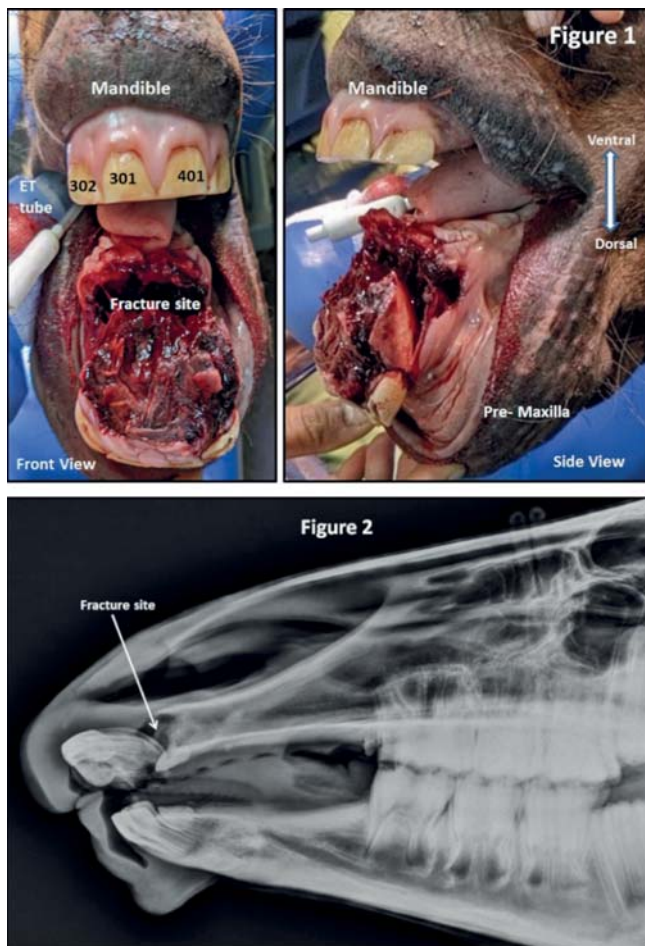 Figure 1
Mandible
302
301
401
ET
tube
Fracture site
Front View
Mandible
Ventral
Dorsal
Pre- Maxilla
Side View
Figure 2
Fracture site